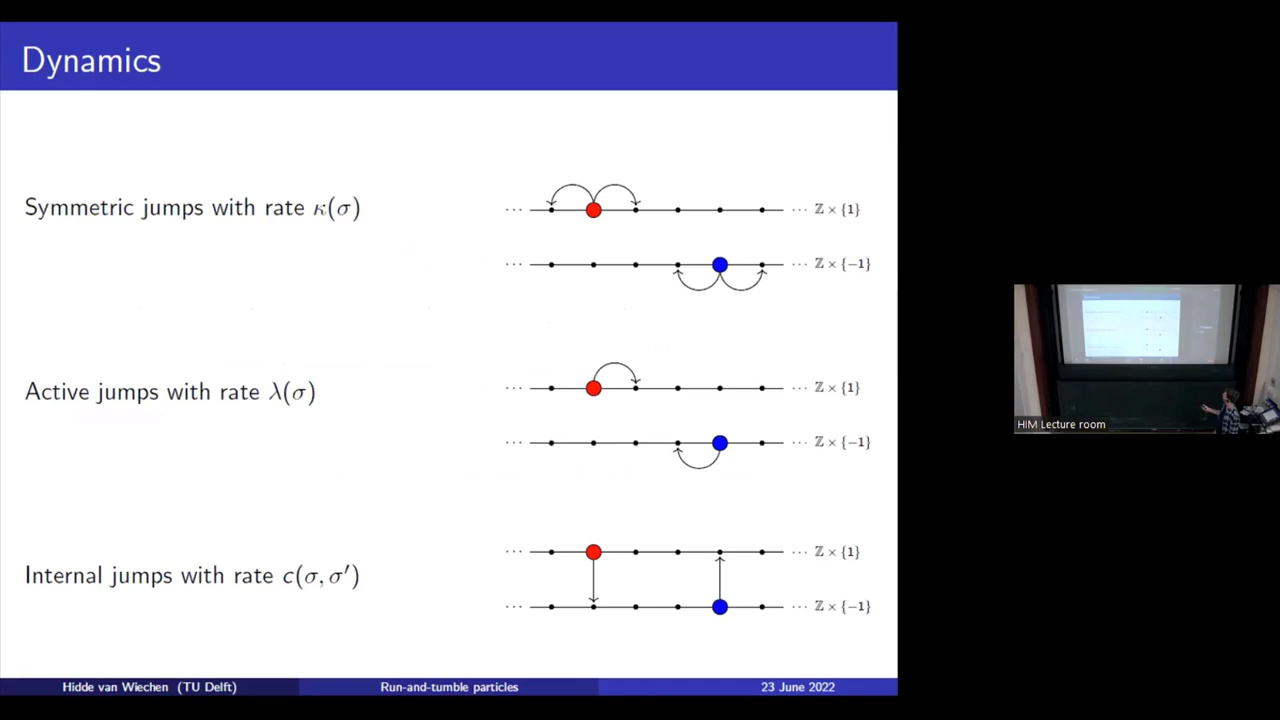 Dynamics
Symmetric jumps with rate κ(σ)
··· ··· ℤ × {1}
··· ··· ℤ × {−1}
Active jumps with rate λ(σ)
··· ··· ℤ × {1}
··· ··· ℤ × {−1}
Internal jumps with rate c(σ, σ′)
··· ··· ℤ × {1}
··· ··· ℤ × {−1}
Hidde van Wiechen (TU Delft) Run-and-tumble particles 23 June 2022
HIM Lecture room